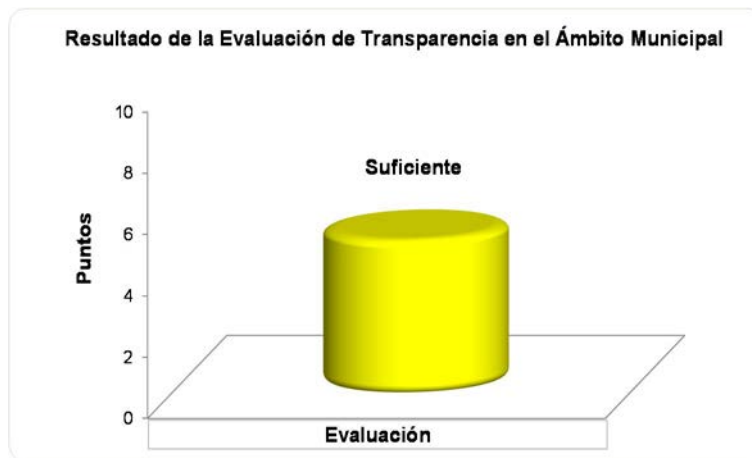 Resultado de la Evaluación de Transparencia en el Ámbito Municipal
10
8
Suficiente
6
Puntos
4
2
0
Evaluación